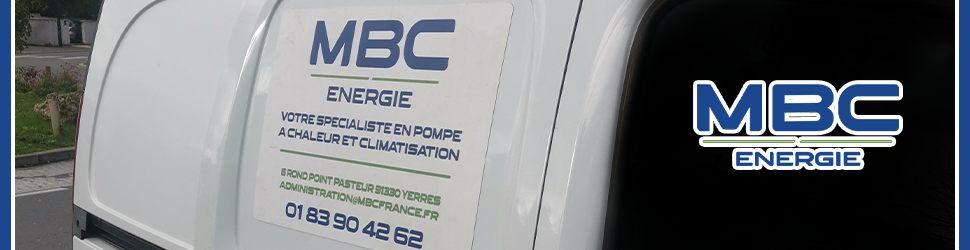 MBC
ENERGIE
VOTRE SPECIALISTE EN POMPE
A CHALEUR ET CLIMATISATION
6 ROND POINT PASTEUR 91330 YERRES
ADMINISTRATION@MBCFRANCE.FR
01 83 90 42 62
MBC
ENERGIE